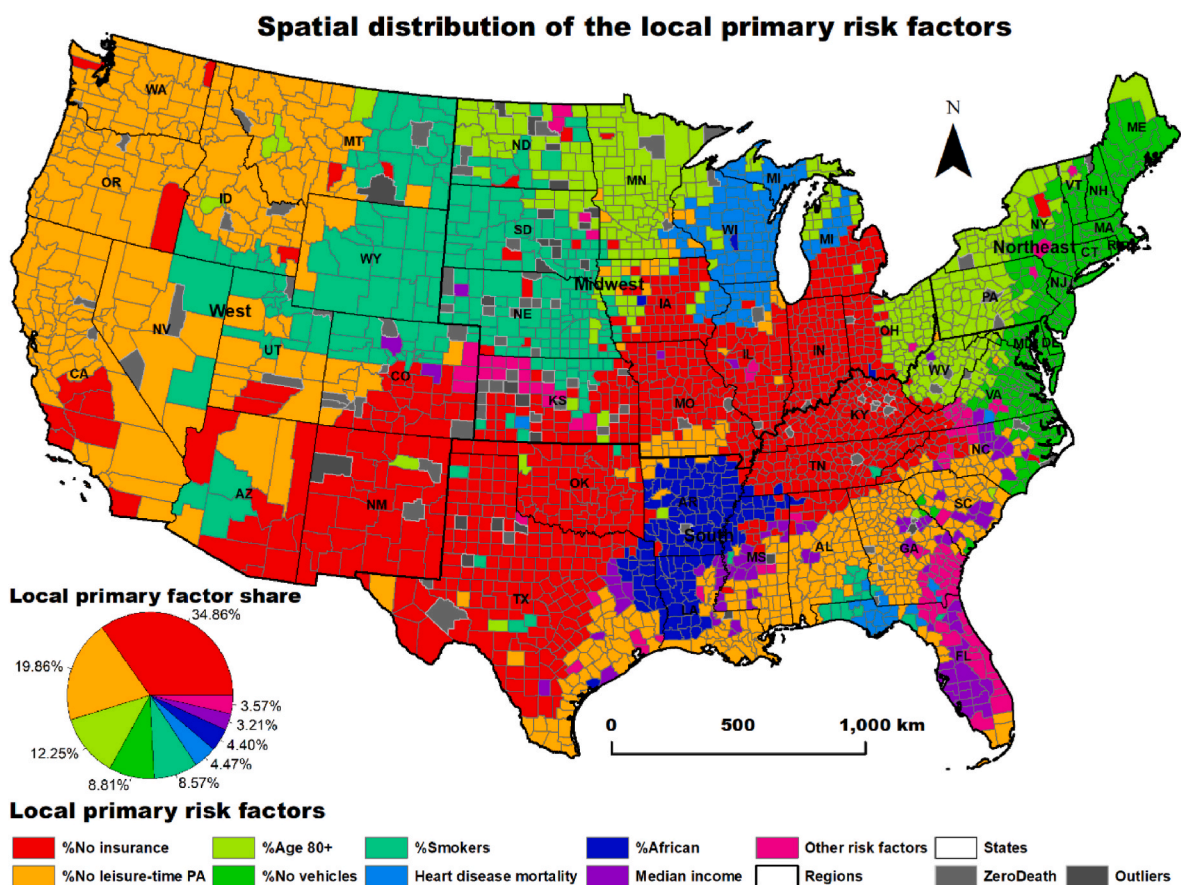 Spatial distribution of the local primary risk factors
N
WA
MT
ND
ME
OR
ID
MN
MI
VT
NH
SD
WI
MI
NY
MA
WY
Northeast
CT
Midwest
West
NV
NE
IA
PA
NJ
UT
OH
CA
CO
IL
IN
MD
DE
WV
KS
MO
VA
KY
TN
NC
AZ
NM
OK
AR
SC
South
MS
AL
GA
TX
LA
FL
Local primary factor share
34.86%
19.86%
3.57%
3.21%
4.40%
4.47%
12.25%
8.81%
8.57%
0 500 1,000 km
Local primary risk factors
%No insurance %Age 80+ %Smokers %African Other risk factors States
%No leisure-time PA %No vehicles Heart disease mortality Median income Regions ZeroDeath Outliers